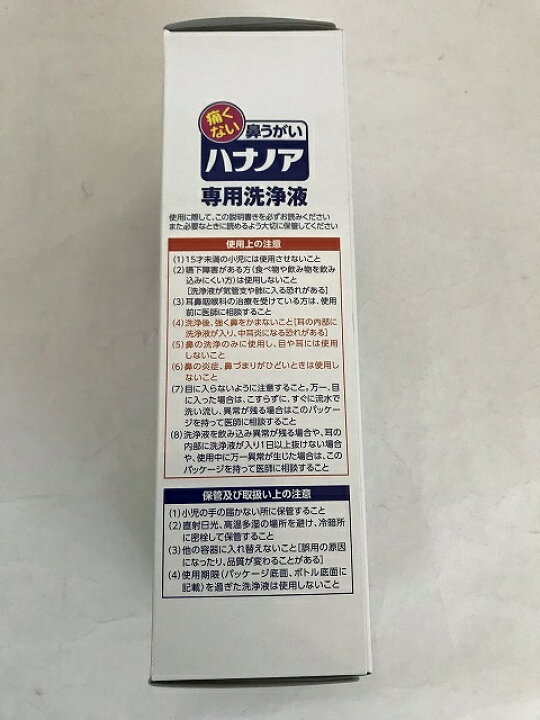 痛く
ない
鼻うがい
ハナノア
専用洗浄液
使用に際して、この説明書きを必ずお読みください
また必要なときに読めるよう大切に保管してください
使用上の注意
(1)15才未満の小児には使用させないこと
(2)嚥下障害がある方(食べ物や飲み物を飲み
込みにくい方)は使用しないこと
[洗浄液が気管支や肺に入る恐れがある]
(3)耳鼻咽喉科の治療を受けている方は、使用
前に医師に相談すること
(4)洗浄後、強く鼻をかまないこと[耳の内部に
洗浄液が入り、中耳炎になる恐れがある]
(5)鼻の洗浄のみに使用し、目や耳には使用
しないこと
(6)鼻の炎症、鼻づまりがひどいときは使用し
ないこと
(7)目に入らないように注意すること。万一、目
に入った場合は、こすらずに、すぐに流水で
洗い流し、異常が残る場合はこのパッケー
ジを持って医師に相談すること
(8)洗浄液を飲み込み異常が残る場合や、耳の
内部に洗浄液が入り1日以上抜けない場合
や、使用中に万一異常が生じた場合は、この
パッケージを持って医師に相談すること
保管及び取扱い上の注意
(1)小児の手の届かない所に保管すること
(2)直射日光、高温多湿の場所を避け、冷暗所
に密栓して保管すること
(3)他の容器に入れ替えないこと[誤用の原因
になったり、品質が変わることがある]
(4)使用期限(パッケージ底面、ボトル底面に
記載)を過ぎた洗浄液は使用しないこと